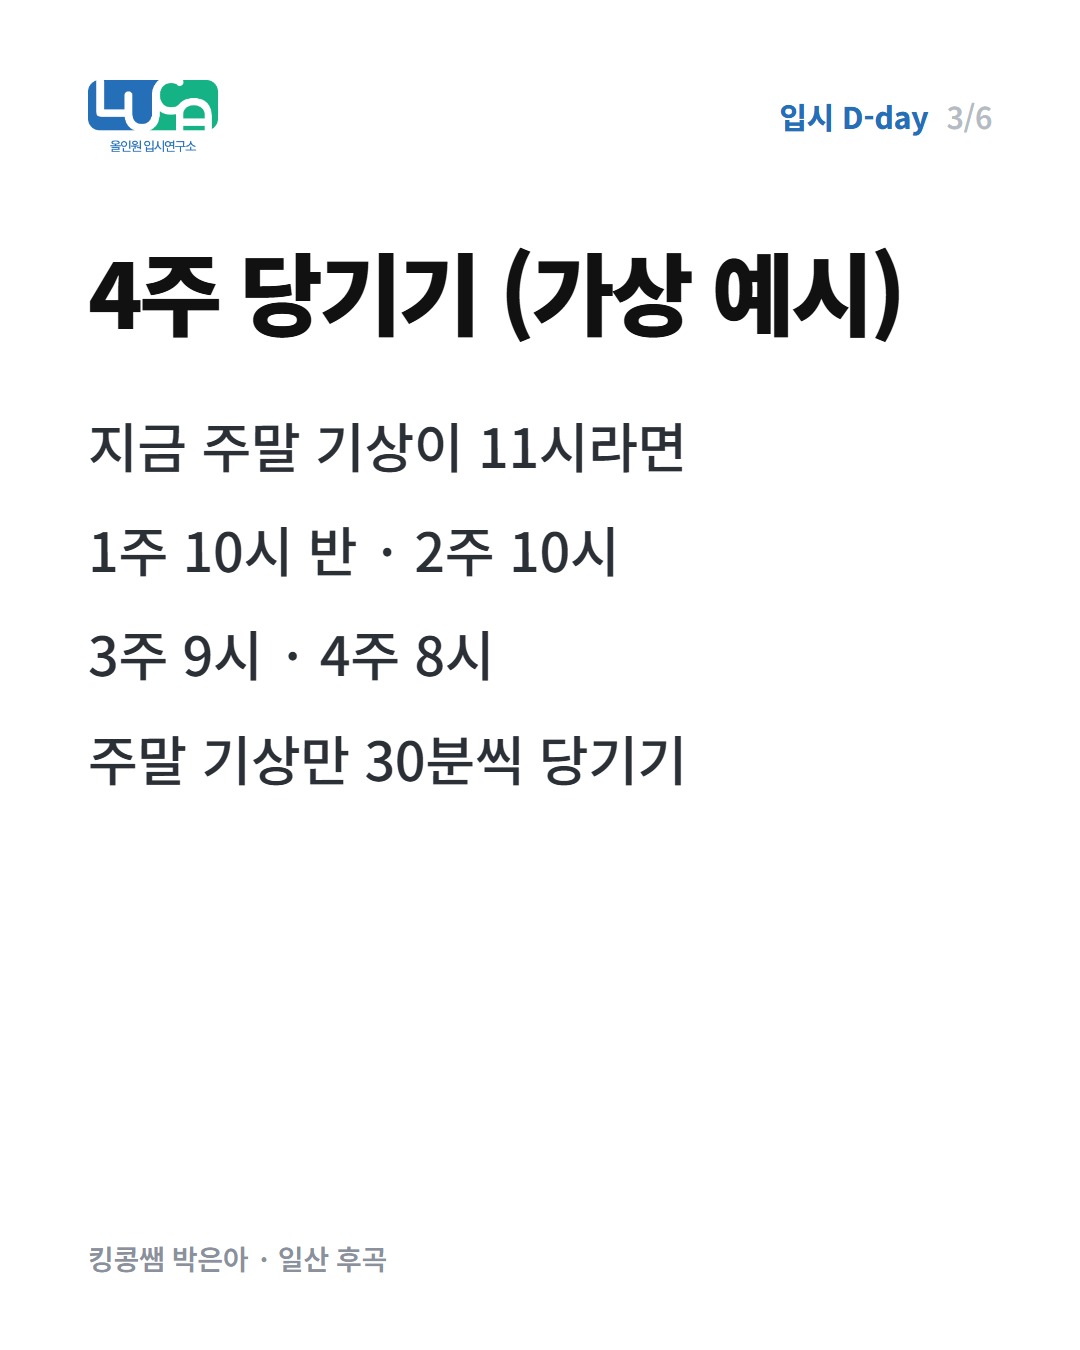 Luca
올인원 입시연구소
입시 D-day 3/6
4주 당기기 (가상 예시)
지금 주말 기상이 11시라면
1주 10시 반 · 2주 10시
3주 9시 · 4주 8시
주말 기상만 30분씩 당기기
킹콩쌤 박은아 · 일산 후곡